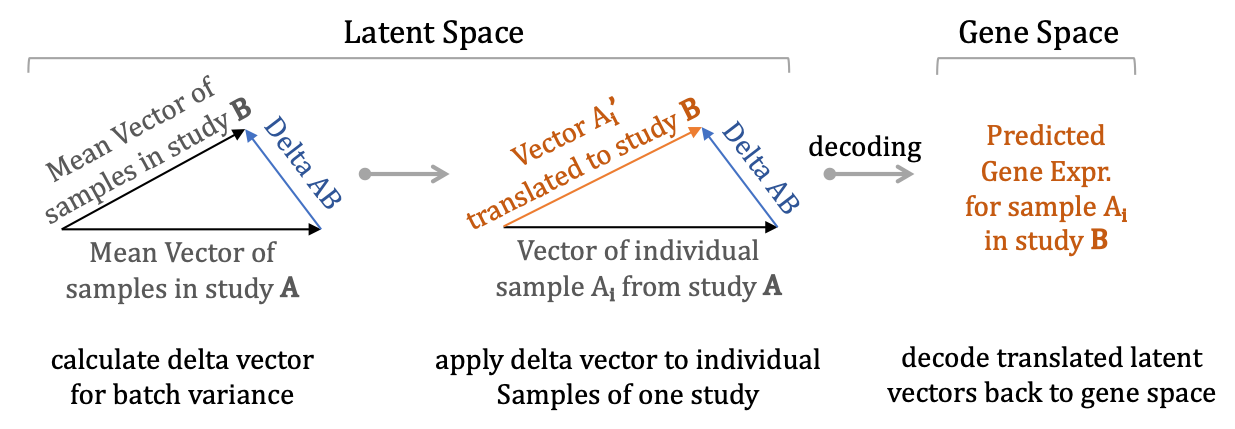 Latent Space
Gene Space
Mean Vector of
samples in study B
Delta AB
Mean Vector of
samples in study A
calculate delta vector
for batch variance
Vector Aᵢ’
translated to study B
Delta AB
Vector of individual
sample Aᵢ from study A
apply delta vector to individual
Samples of one study
decoding
Predicted
Gene Expr.
for sample Aᵢ
in study B
decode translated latent
vectors back to gene space